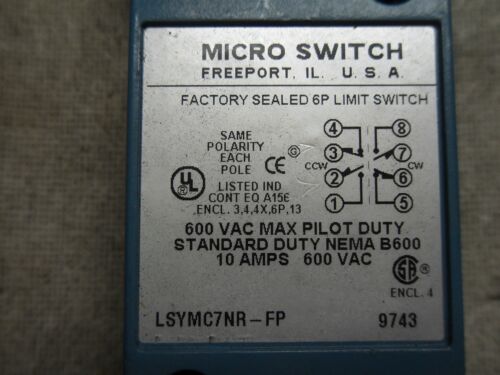 MICRO SWITCH
FREEPORT, IL. U.S.A.
FACTORY SEALED 6P LIMIT SWITCH
SAME
POLARITY
EACH
POLE
UL
CE
G
LISTED IND
CONT EQ A15E
ENCL. 3,4,4X,6P,13
4
8
3
7
CCW
CW
2
6
1
5
600 VAC MAX PILOT DUTY
STANDARD DUTY NEMA B600
10 AMPS 600 VAC
SA
ENCL. 4
LSYMC7NR-FP
9743